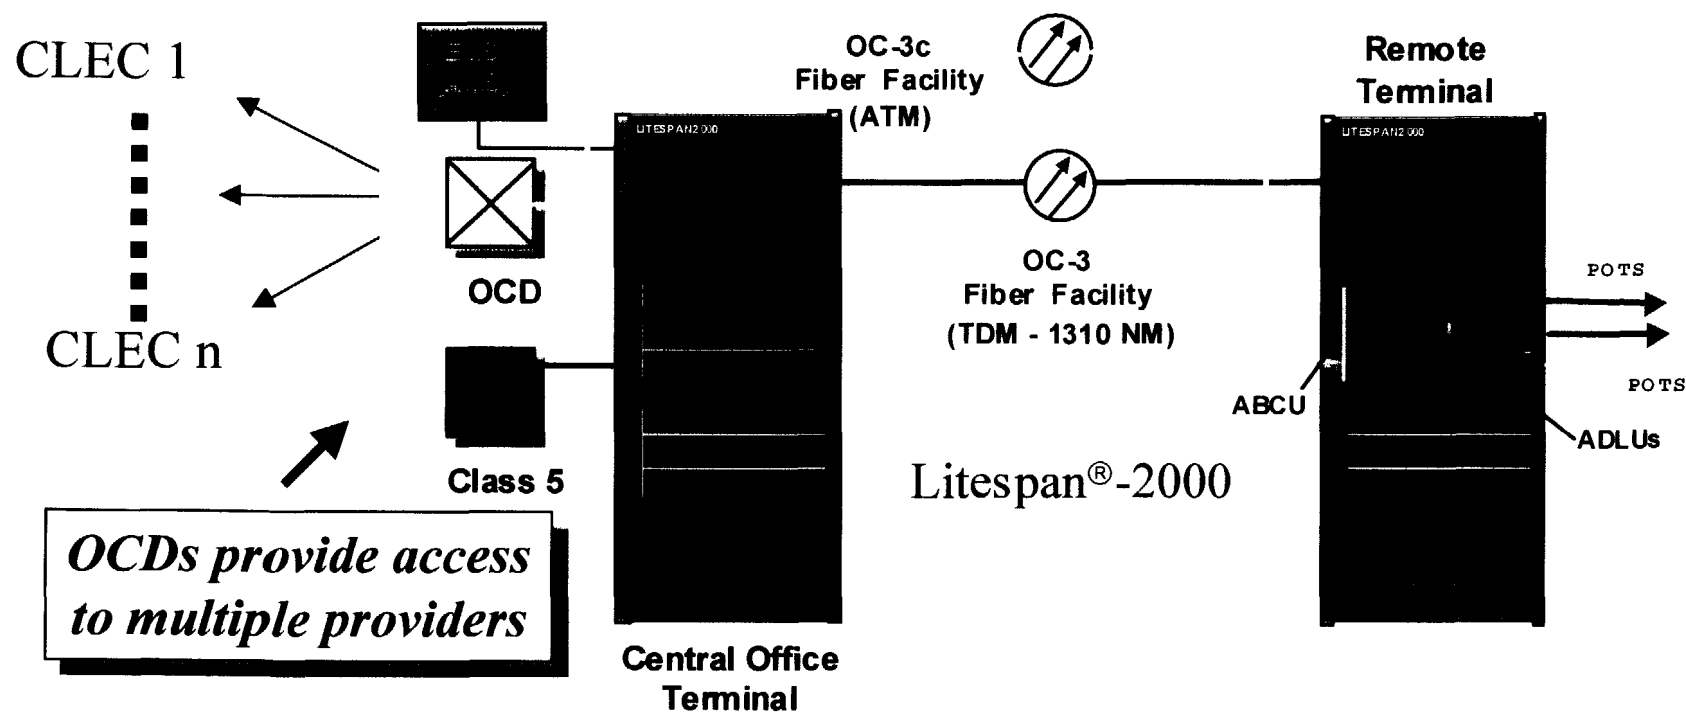 CLEC 1
CLEC n
OCD
Class 5
OCDs provide access
to multiple providers
LITESPAN2000
Central Office
Terminal
OC-3c
Fiber Facility
(ATM)
OC-3
Fiber Facility
(TDM - 1310 NM)
Litespan®-2000
Remote
Terminal
LITESPAN2000
ABCU
POTS
POTS
ADLUs